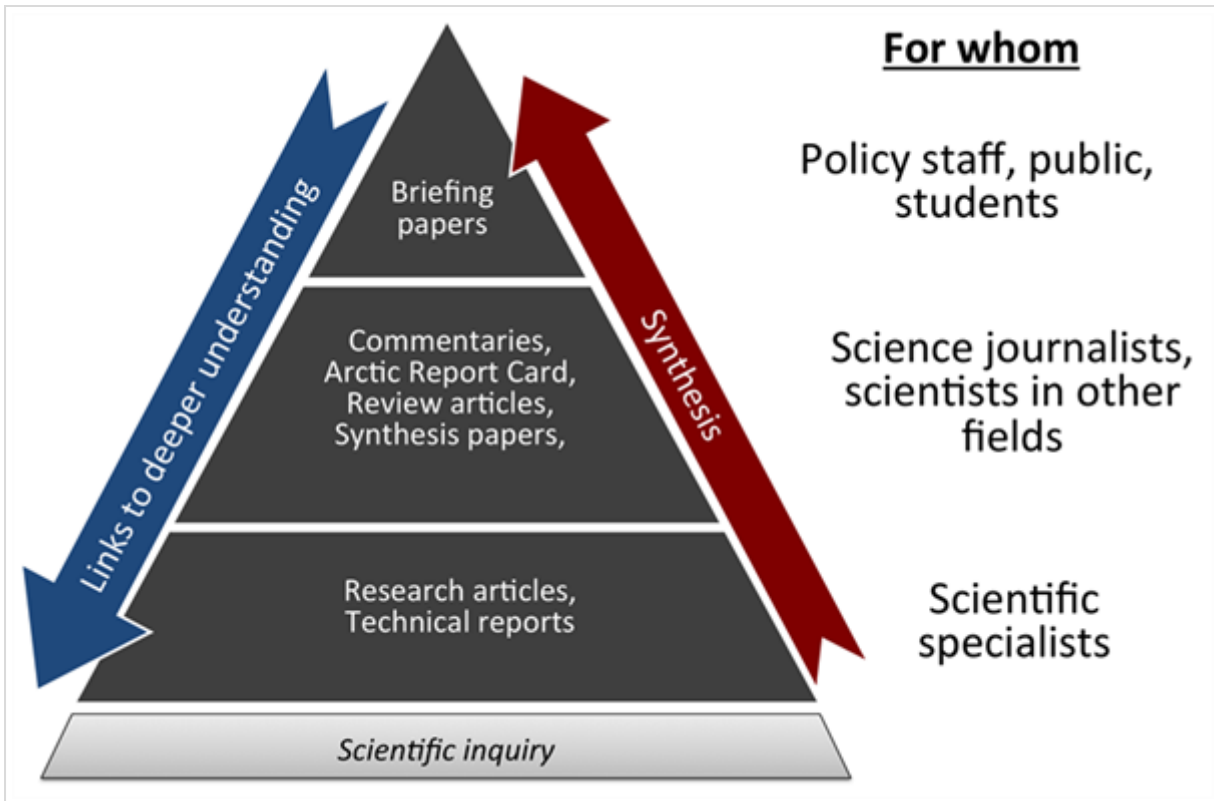 For whom
Policy staff, public,
students
Briefing
papers
Links to deeper understanding
Synthesis
Commentaries,
Arctic Report Card,
Review articles,
Synthesis papers,
Science journalists,
scientists in other
fields
Research articles,
Technical reports
Scientific
specialists
Scientific inquiry